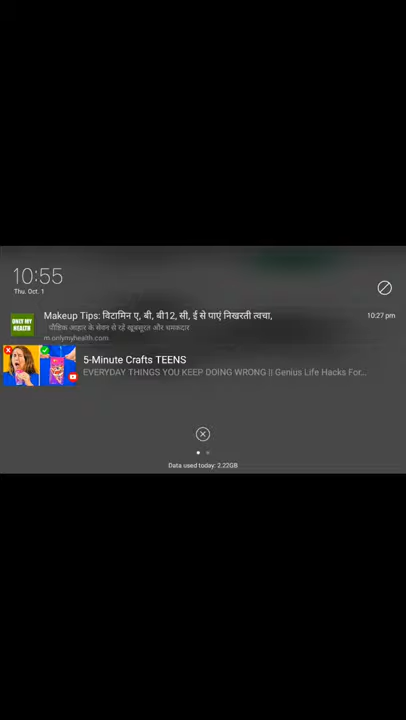 10:55
Thu. Oct. 1
ONLY MY
HEALTH
Makeup Tips: विटामिन ए, बी, बी12, सी, ई से पाएं निखरती त्वचा,
10:27 pm
पौष्टिक आहार के सेवन से रहें खूबसूरत और चमकदार
m.onlymyhealth.com
5-Minute Crafts TEENS
EVERYDAY THINGS YOU KEEP DOING WRONG || Genius Life Hacks For...
Data used today: 2.22GB